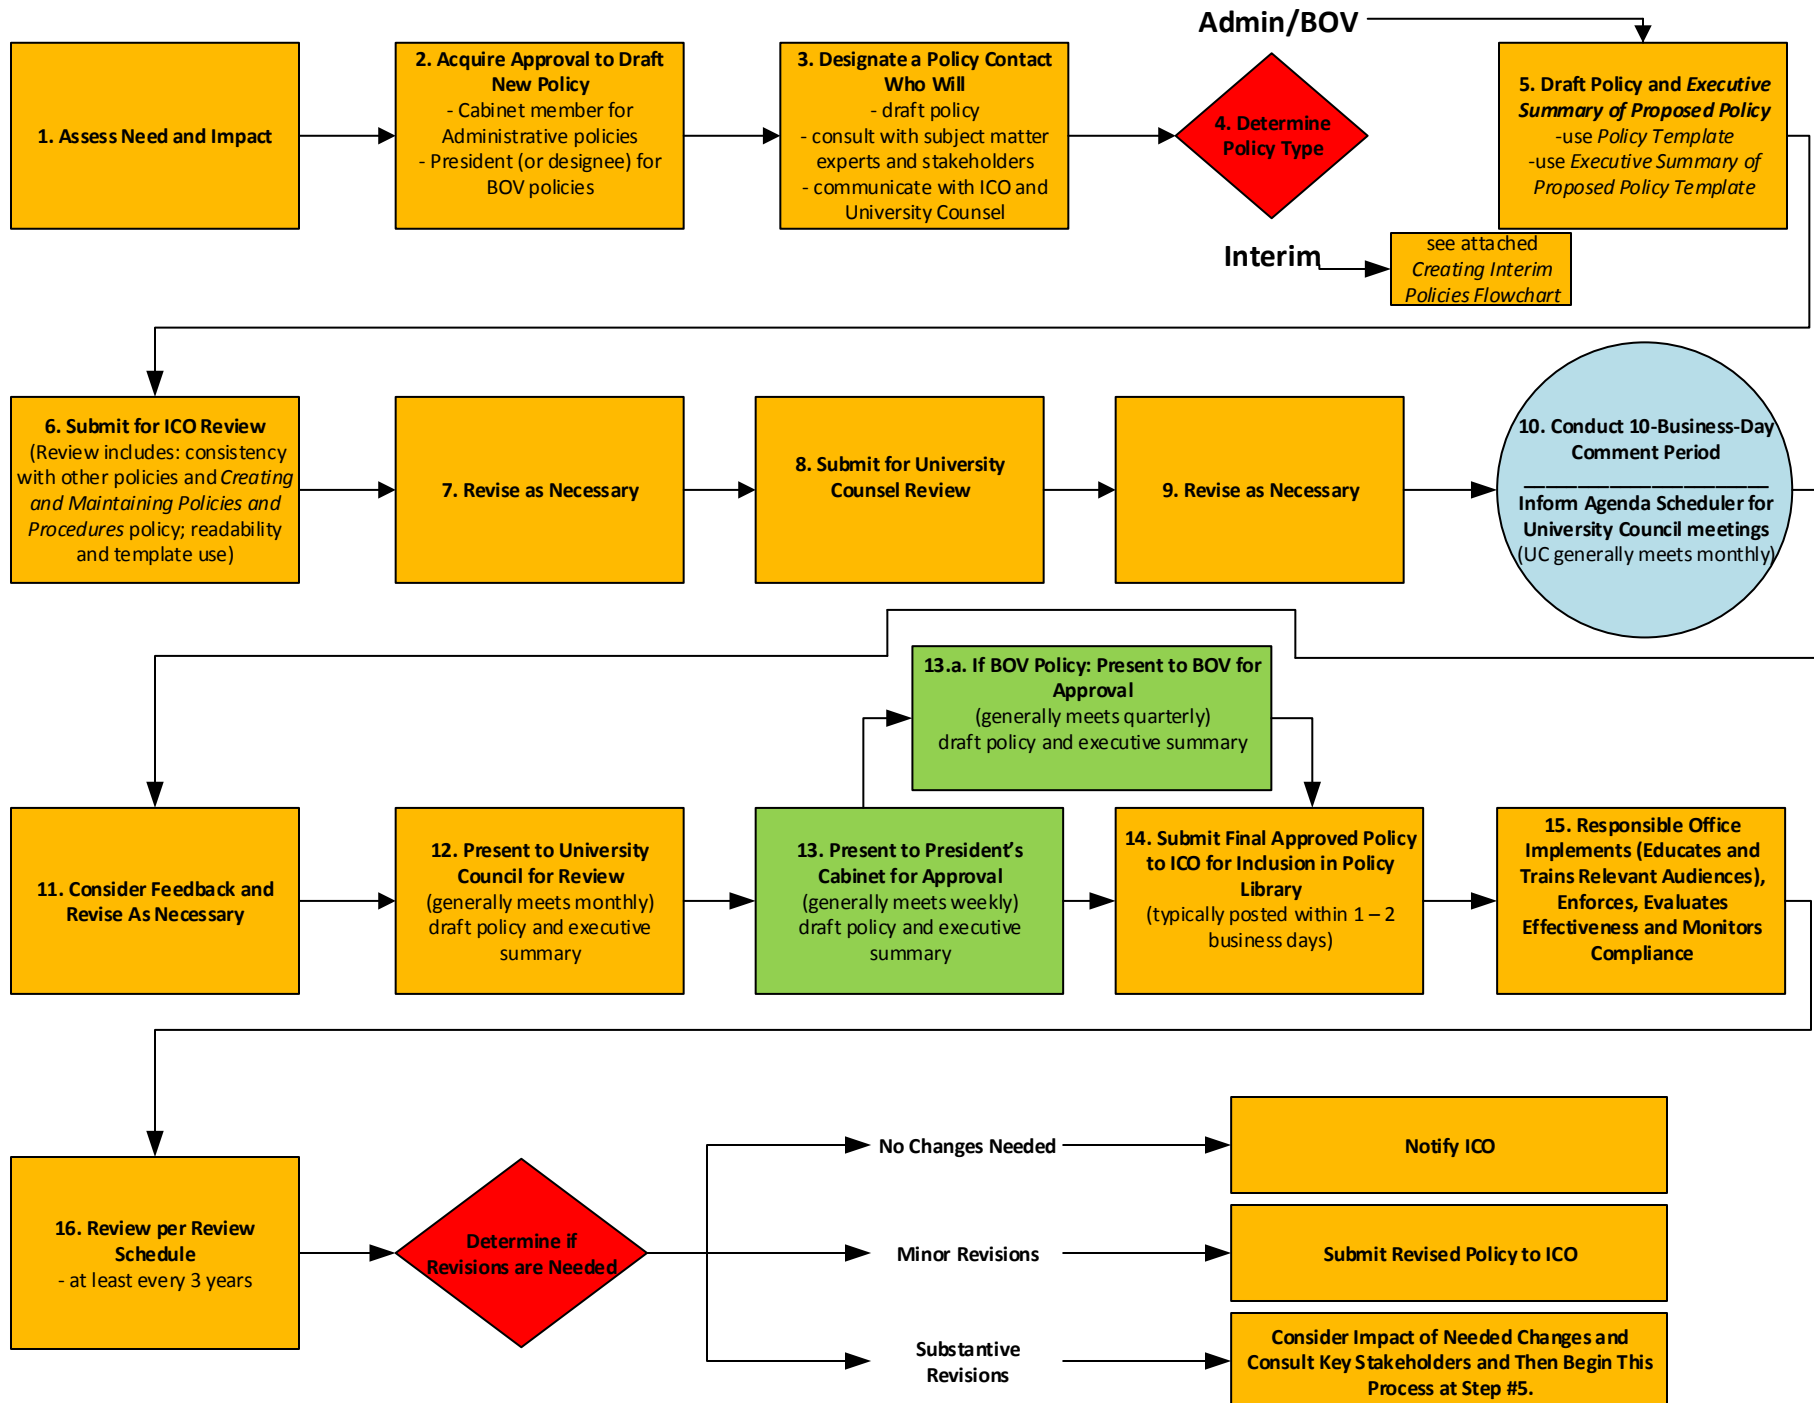 1. Assess Need and Impact
2. Acquire Approval to Draft
New Policy
- Cabinet member for
Administrative policies
- President (or designee) for
BOV policies
3. Designate a Policy Contact
Who Will
- draft policy
- consult with subject matter
experts and stakeholders
- communicate with ICO and
University Counsel
Admin/BOV
4. Determine
Policy Type
Interim
see attached
Creating Interim
Policies Flowchart
5. Draft Policy and Executive
Summary of Proposed Policy
-use Policy Template
-use Executive Summary of
Proposed Policy Template
6. Submit for ICO Review
(Review includes: consistency
with other policies and Creating
and Maintaining Policies and
Procedures policy; readability
and template use)
7. Revise as Necessary
8. Submit for University
Counsel Review
9. Revise as Necessary
10. Conduct 10-Business-Day
Comment Period
Inform Agenda Scheduler for
University Council meetings
(UC generally meets monthly)
13.a. If BOV Policy: Present to BOV for
Approval
(generally meets quarterly)
draft policy and executive summary
11. Consider Feedback and
Revise As Necessary
12. Present to University
Council for Review
(generally meets monthly)
draft policy and executive
summary
13. Present to President’s
Cabinet for Approval
(generally meets weekly)
draft policy and executive
summary
14. Submit Final Approved Policy
to ICO for Inclusion in Policy
Library
(typically posted within 1 – 2
business days)
15. Responsible Office
Implements (Educates and
Trains Relevant Audiences),
Enforces, Evaluates
Effectiveness and Monitors
Compliance
16. Review per Review
Schedule
- at least every 3 years
Determine if
Revisions are Needed
No Changes Needed
Notify ICO
Minor Revisions
Submit Revised Policy to ICO
Substantive
Revisions
Consider Impact of Needed Changes and
Consult Key Stakeholders and Then Begin This
Process at Step #5.